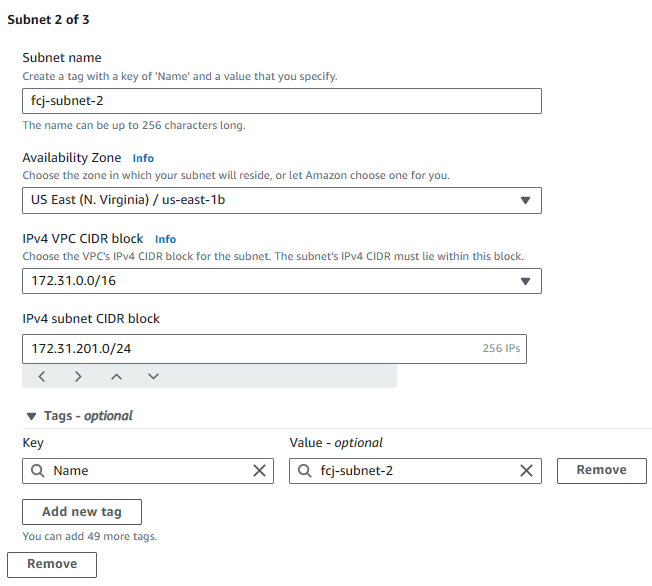 Subnet 2 of 3
Subnet name
Create a tag with a key of 'Name' and a value that you specify.
fcj-subnet-2
The name can be up to 256 characters long.
Availability Zone Info
Choose the zone in which your subnet will reside, or let Amazon choose one for you.
US East (N. Virginia) / us-east-1b
IPv4 VPC CIDR block Info
Choose the VPC's IPv4 CIDR block for the subnet. The subnet's IPv4 CIDR must lie within this block.
172.31.0.0/16
IPv4 subnet CIDR block
172.31.201.0/24 256 IPs
Tags - optional
Key Value - optional
Name fcj-subnet-2 Remove
Add new tag
You can add 49 more tags.
Remove